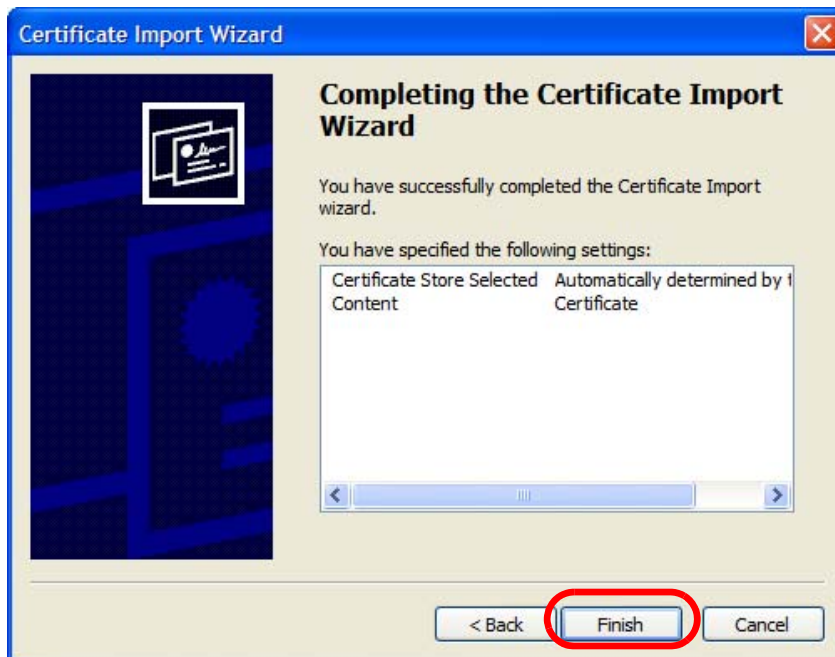 Certificate Import Wizard
Completing the Certificate Import
Wizard
You have successfully completed the Certificate Import
wizard.
You have specified the following settings:
Certificate Store Selected Automatically determined by t
Content Certificate
< Back Finish Cancel